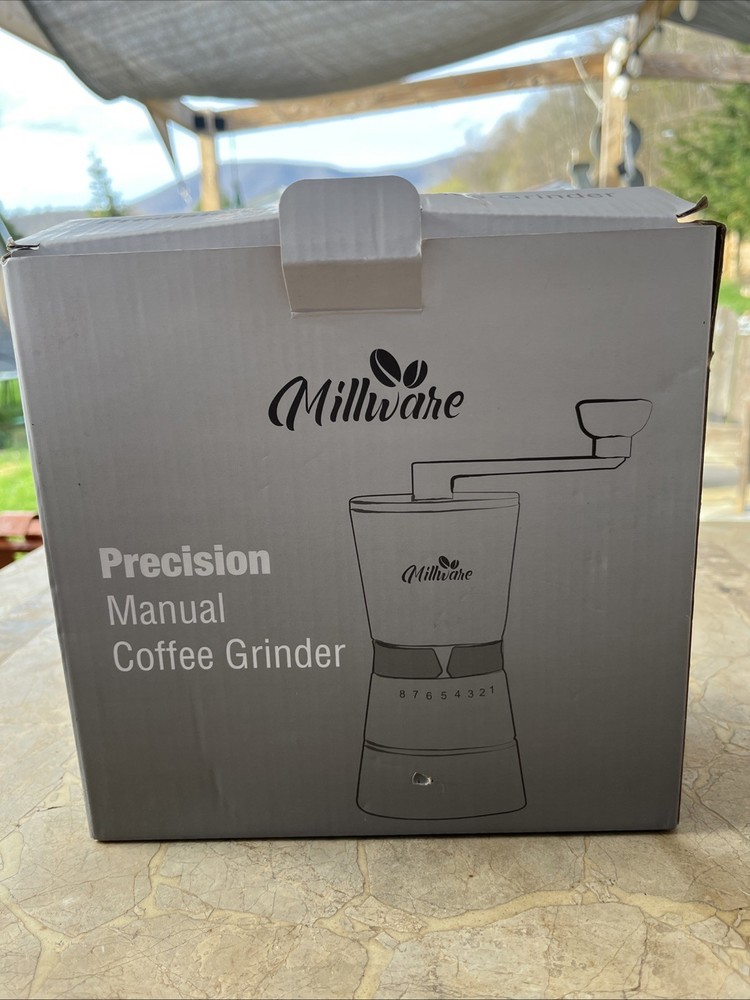 Grinder
Millware
Millware
Precision
Manual
Coffee Grinder
8 7 6 5 4 3 2 1